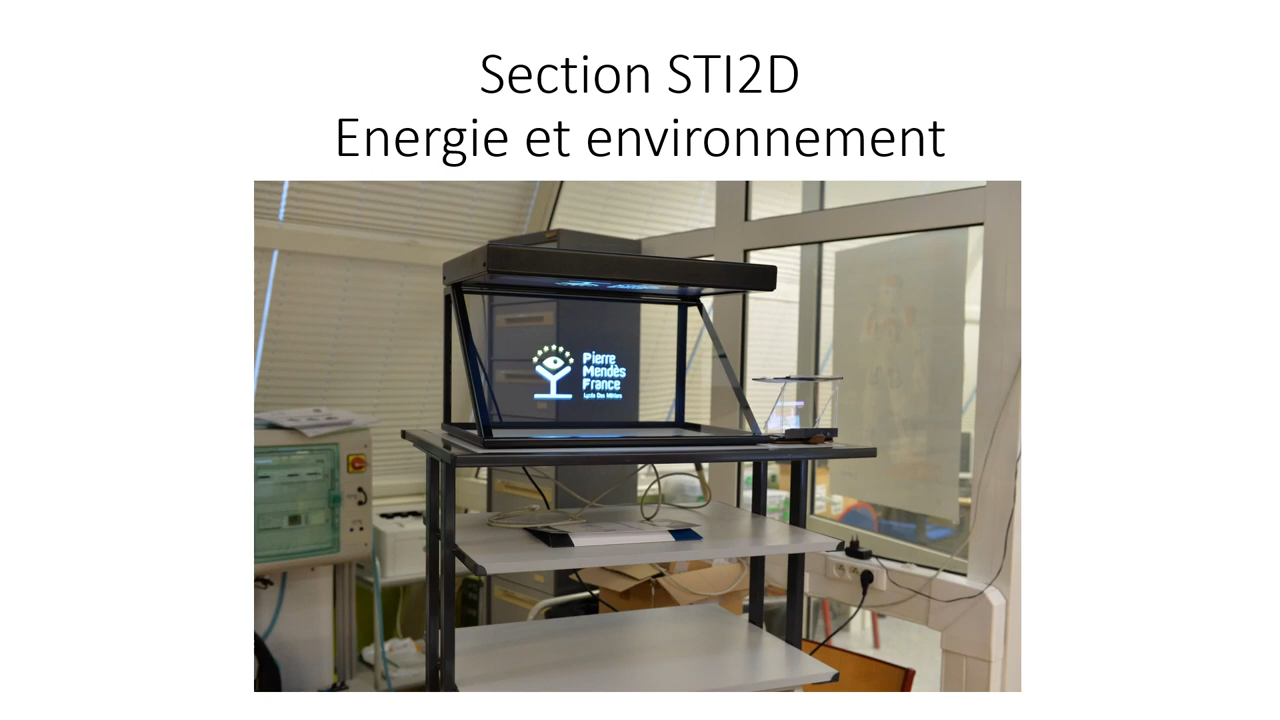 Section STI2D
Energie et environnement
Pierre
Mendès
France
Lycée Des Métiers